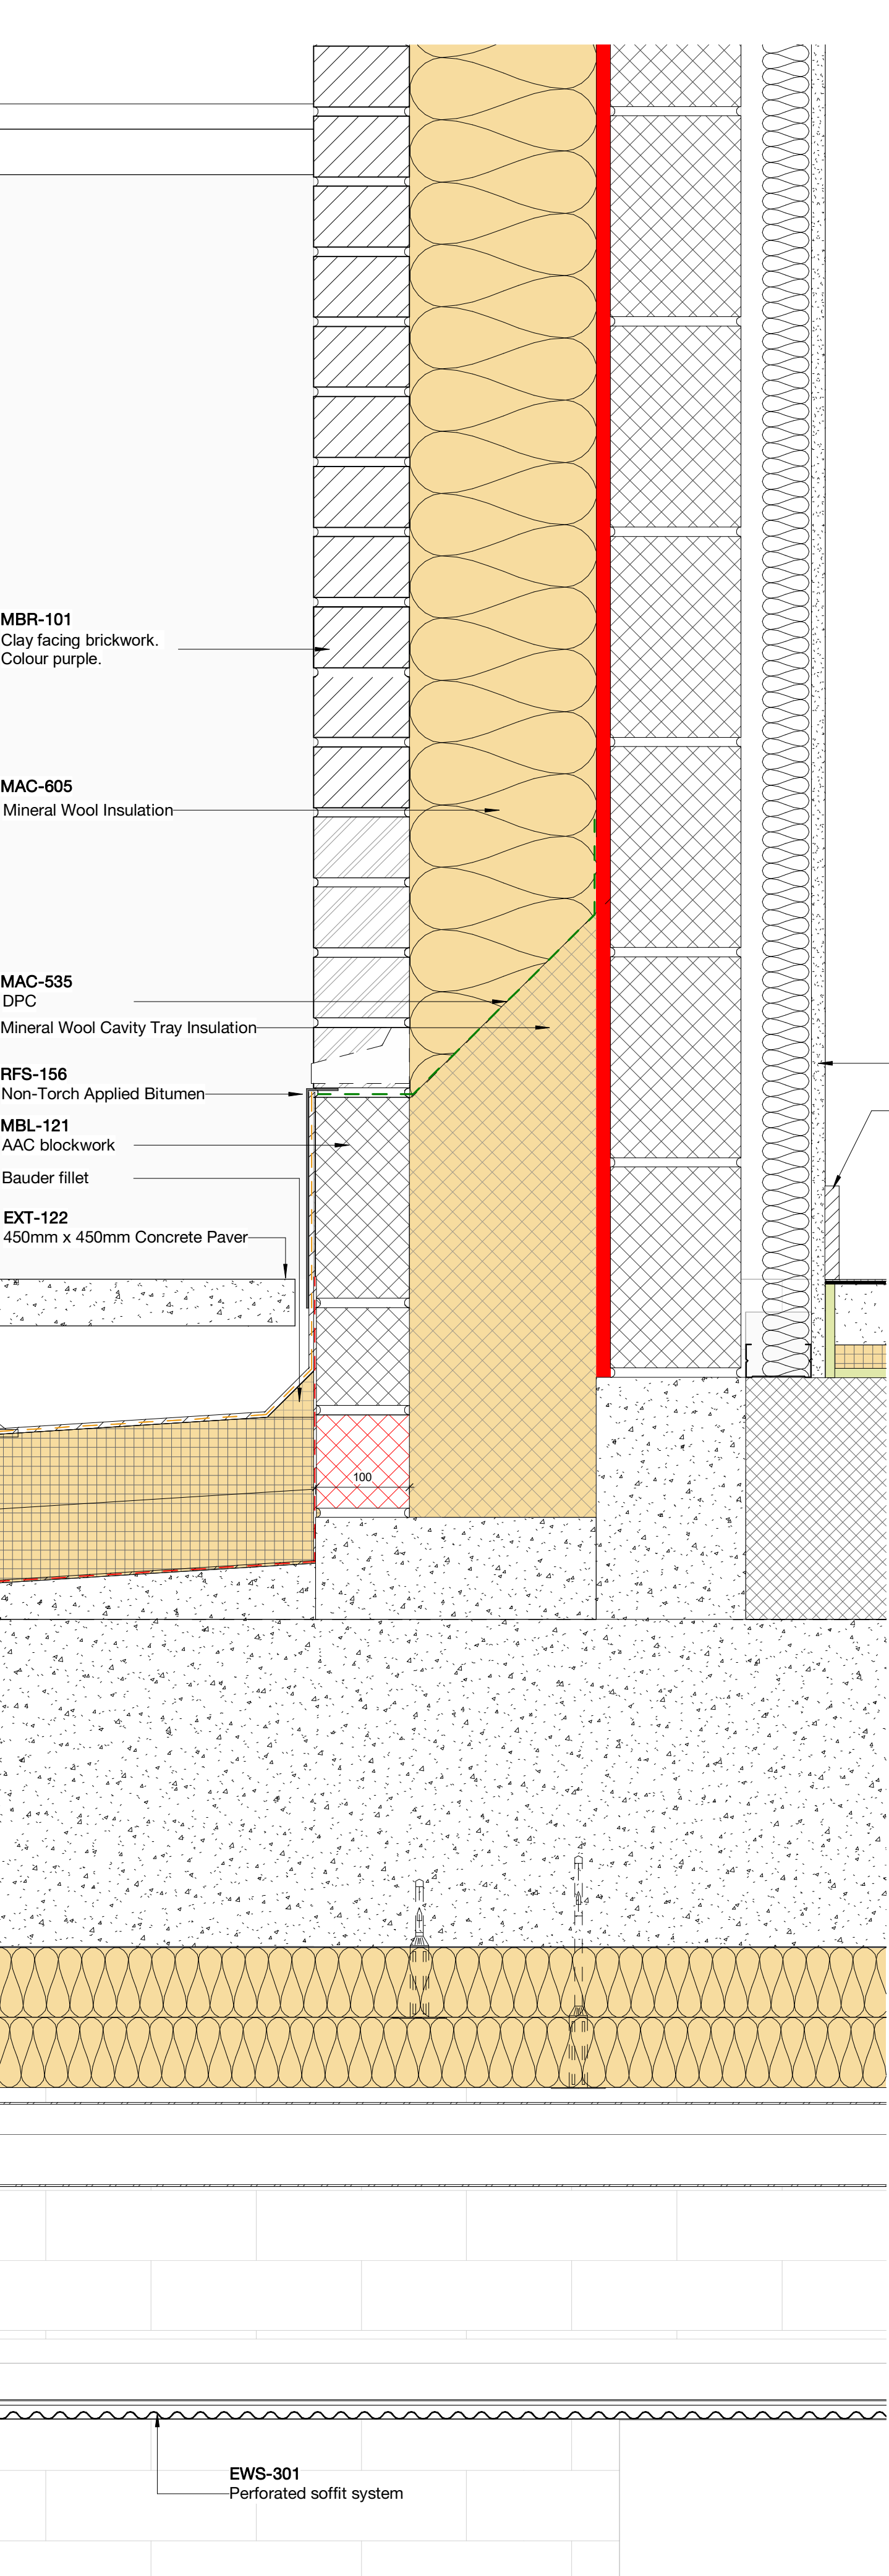 MBR-101
Clay facing brickwork.
Colour purple.
MAC-605
Mineral Wool Insulation
MAC-535
DPC
Mineral Wool Cavity Tray Insulation
RFS-156
Non-Torch Applied Bitumen
MBL-121
AAC blockwork
Bauder fillet
EXT-122
450mm x 450mm Concrete Paver
100
EWS-301
Perforated soffit system